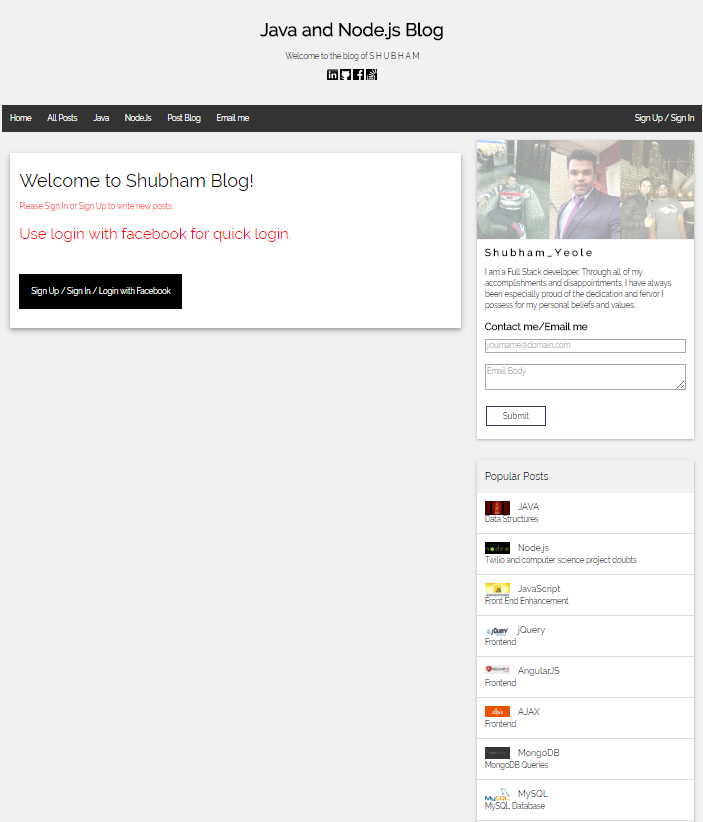 Java and Node.js Blog
Welcome to the blog of S H U B H A M
Home All Posts Java NodeJs Post Blog Email me Sign Up / Sign In
Welcome to Shubham Blog!
Please Sign In or Sign Up to write new posts.
Use login with facebook for quick login.
Sign Up / Sign In / Login with Facebook
Shubham_Yeole
I am a Full Stack developer. Through all of my
accomplishments and disappointments, I have always
been especially proud of the dedication and fervor I
possess for my personal beliefs and values.
Contact me/Email me
yourname@domain.com
Email Body
Submit
Popular Posts
JAVA
Data Structures
Node.js
Twilio and computer science project doubts
JavaScript
Front End Enhancement
jQuery
Frontend
AngularJS
Frontend
AJAX
Frontend
MongoDB
MongoDB Queries
MySQL
MySQL Database